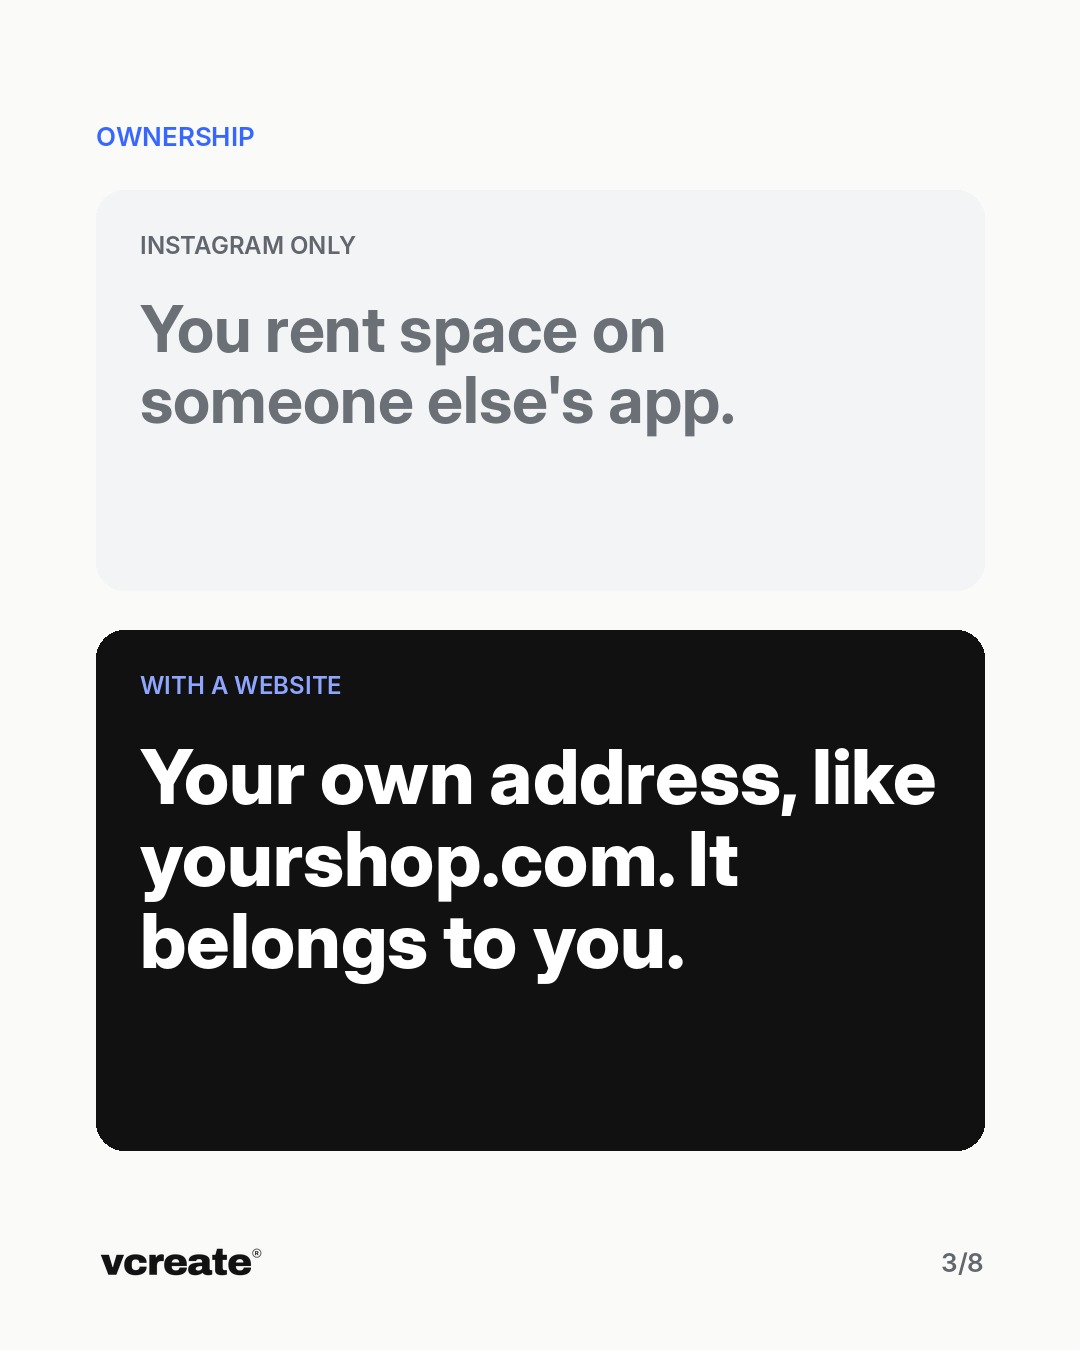 OWNERSHIP
INSTAGRAM ONLY
You rent space on
someone else's app.
WITH A WEBSITE
Your own address, like
yourshop.com. It
belongs to you.
vcreate®
3/8